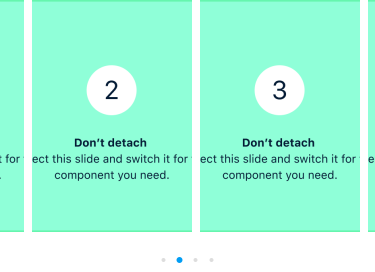 2
Don't detach
ect this slide and switch it for
component you need.
3
Don't detach
ect this slide and switch it for
component you need.
t for
.
e